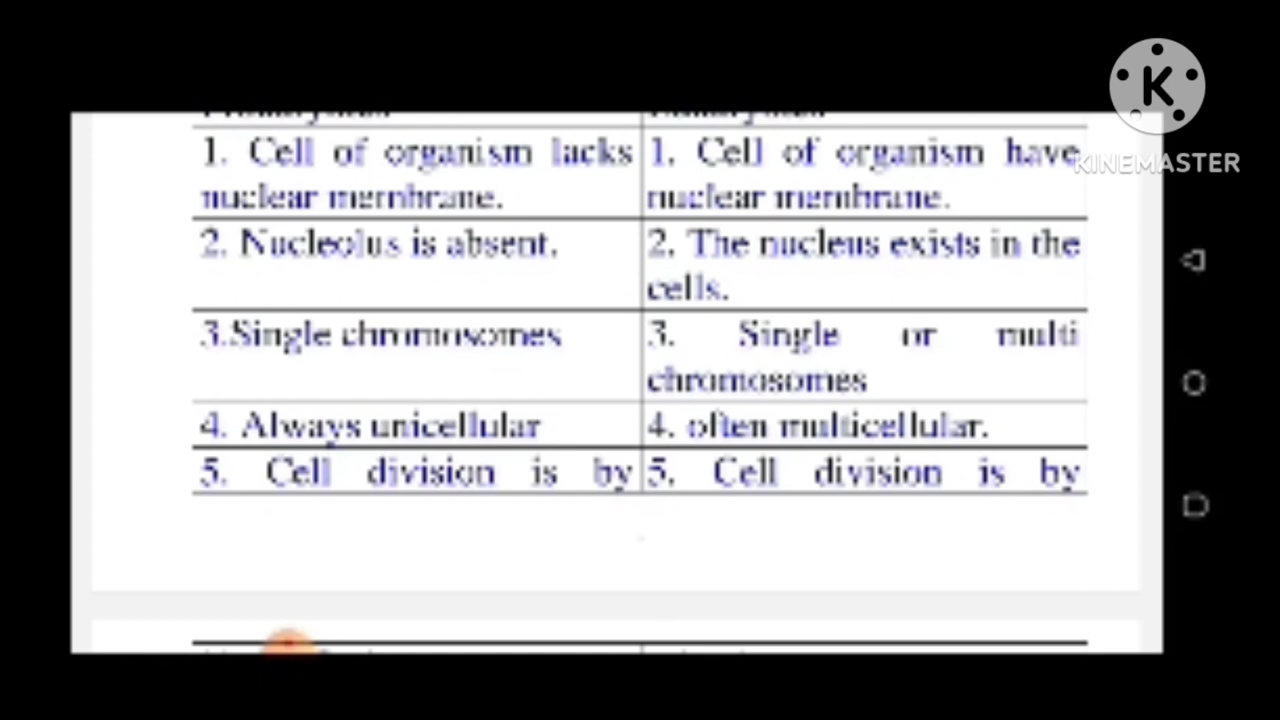 K
KINEMASTER
1. Cell of organism lacks
nuclear membrane.
1. Cell of organism have
nuclear membrane.
2. Nucleolus is absent.
2. The nucleus exists in the
cells.
3.Single chromosomes
3. Single or multi
chromosomes
4. Always unicellular
4. often multicellular.
5. Cell division is by
5. Cell division is by